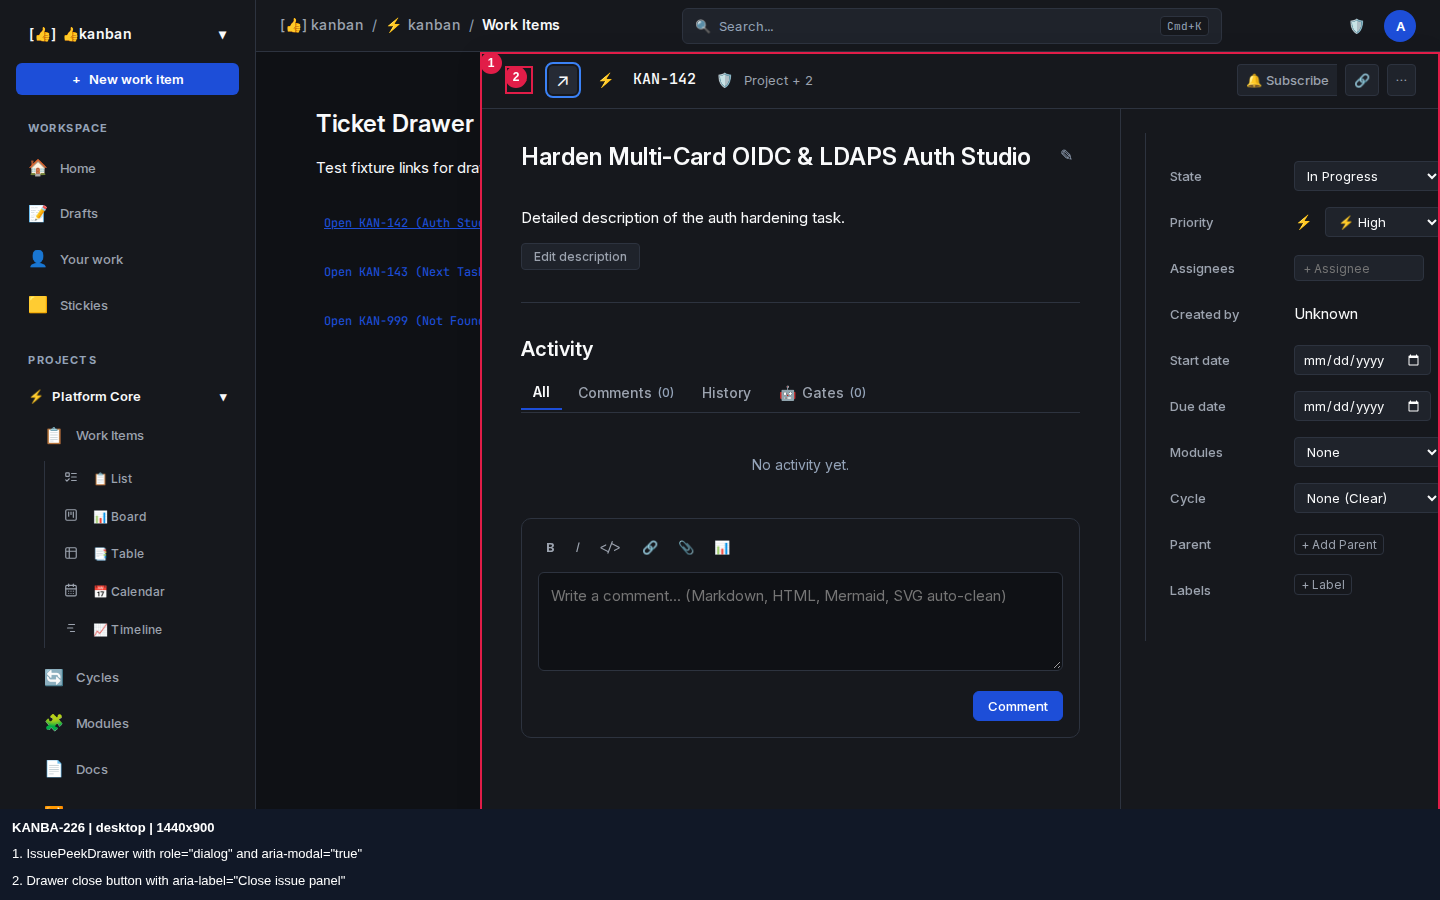 [👍] 👍kanban ▼
+ New work item
WORKSPACE
Home
Drafts
Your work
Stickies
PROJECTS
Platform Core ▼
Work Items
List
Board
Table
Calendar
Timeline
Cycles
Modules
Docs
[👍] kanban / ⚡ kanban / Work Items
Search... Cmd+K
A
Ticket Drawer
Test fixture links for dra
Open KAN-142 (Auth Stu
Open KAN-143 (Next Tas
Open KAN-999 (Not Foun
1
2
KAN-142 Project + 2
Subscribe
...
Harden Multi-Card OIDC & LDAPS Auth Studio
Detailed description of the auth hardening task.
Edit description
Activity
All Comments (0) History Gates (0)
No activity yet.
B I </>
Write a comment... (Markdown, HTML, Mermaid, SVG auto-clean)
Comment
State In Progress
Priority ⚡ ⚡ High
Assignees + Assignee
Created by Unknown
Start date mm/dd/yyyy
Due date mm/dd/yyyy
Modules None
Cycle None (Clear)
Parent + Add Parent
Labels + Label
KANBA-226 | desktop | 1440x900
1. IssuePeekDrawer with role="dialog" and aria-modal="true"
2. Drawer close button with aria-label="Close issue panel"